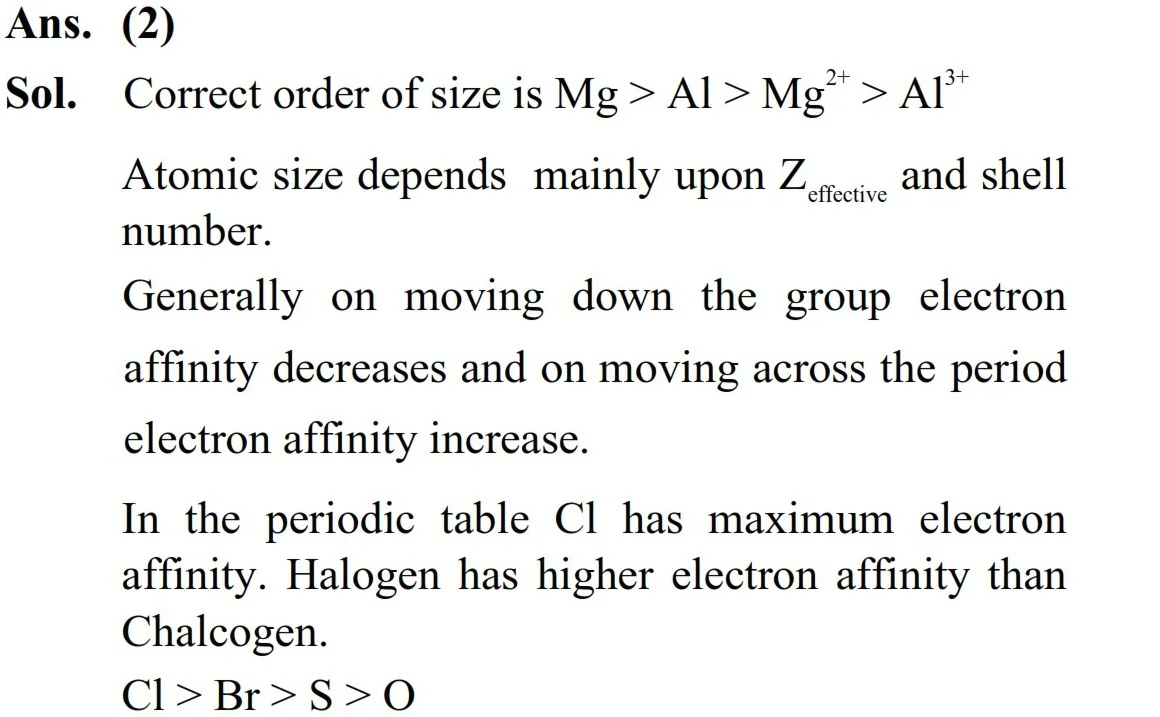 Ans. (2)
Sol. Correct order of size is Mg > Al > Mg²⁺ > Al³⁺
Atomic size depends mainly upon Z_effective and shell
number.
Generally on moving down the group electron
affinity decreases and on moving across the period
electron affinity increase.
In the periodic table Cl has maximum electron
affinity. Halogen has higher electron affinity than
Chalcogen.
Cl > Br > S > O